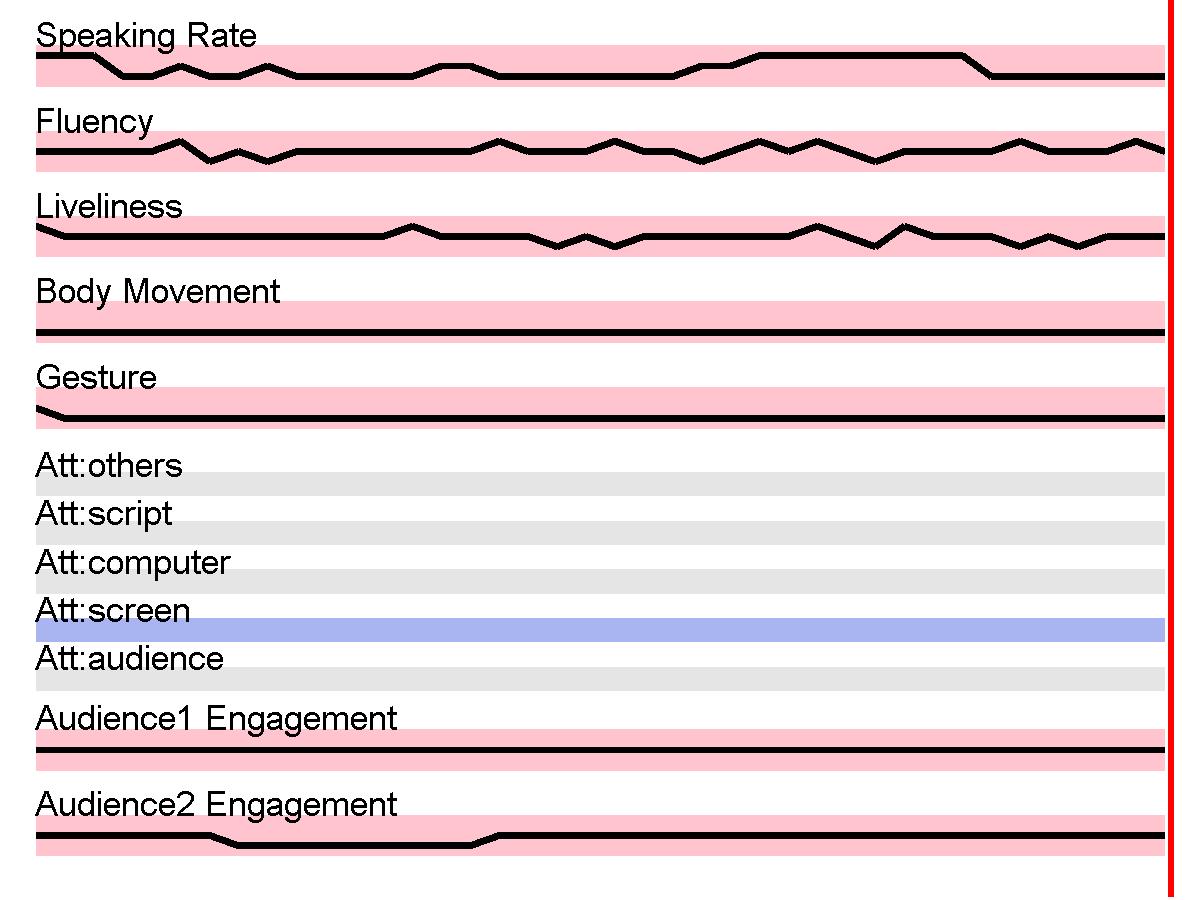 Speaking Rate
Fluency
Liveliness
Body Movement
Gesture
Att:others
Att:script
Att:computer
Att:screen
Att:audience
Audience1 Engagement
Audience2 Engagement